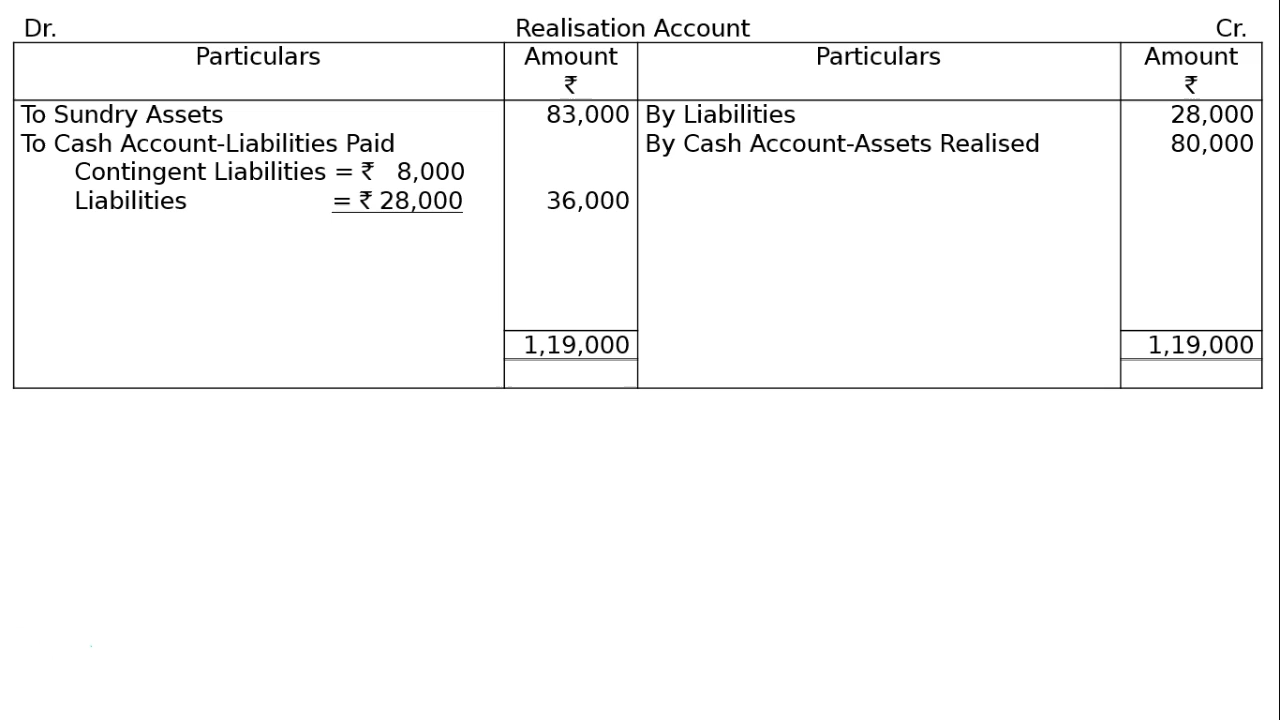 Dr. Realisation Account Cr.
Particulars Amount Particulars Amount
₹ ₹
To Sundry Assets 83,000 By Liabilities 28,000
To Cash Account-Liabilities Paid By Cash Account-Assets Realised 80,000
Contingent Liabilities = ₹ 8,000
Liabilities = ₹ 28,000 36,000
1,19,000 1,19,000